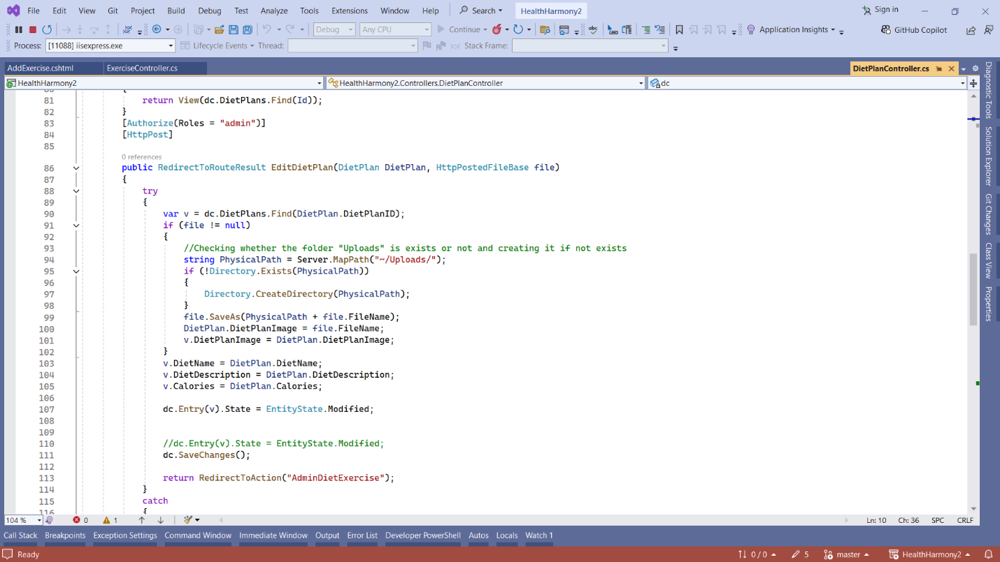 File Edit View Git Project Build Debug Test Analyze Tools Extensions Window Help Search HealthHarmony2 Sign in
Debug Any CPU Continue Application Insights GitHub Copilot
Process: [11088] iisexpress.exe Lifecycle Events Thread: Stack Frame:
AddExercise.cshtml ExerciseController.cs DietPlanController.cs
HealthHarmony2 HealthHarmony2.Controllers.DietPlanController dc
80 {
81 return View(dc.DietPlans.Find(Id));
82 }
83 [Authorize(Roles = "admin")]
84 [HttpPost]
85
0 references
86 public RedirectToRouteResult EditDietPlan(DietPlan DietPlan, HttpPostedFileBase file)
87 {
88 try
89 {
90 var v = dc.DietPlans.Find(DietPlan.DietPlanID);
91 if (file != null)
92 {
93 //Checking whether the folder "Uploads" is exists or not and creating it if not exists
94 string PhysicalPath = Server.MapPath("~/Uploads/");
95 if (!Directory.Exists(PhysicalPath))
96 {
97 Directory.CreateDirectory(PhysicalPath);
98 }
99 file.SaveAs(PhysicalPath + file.FileName);
100 DietPlan.DietPlanImage = file.FileName;
101 v.DietPlanImage = DietPlan.DietPlanImage;
102 }
103 v.DietName = DietPlan.DietName;
104 v.DietDescription = DietPlan.DietDescription;
105 v.Calories = DietPlan.Calories;
106
107 dc.Entry(v).State = EntityState.Modified;
108
109
110 //dc.Entry(v).State = EntityState.Modified;
111 dc.SaveChanges();
112
113 return RedirectToAction("AdminDietExercise");
114 }
115 catch
116 {
104 % 0 1 Ln: 10 Ch: 36 SPC CRLF
Call Stack Breakpoints Exception Settings Command Window Immediate Window Output Error List Developer PowerShell Autos Locals Watch 1
Ready 0 / 0 5 master HealthHarmony2
Diagnostic Tools
Solution Explorer
Git Changes
Class View
Properties